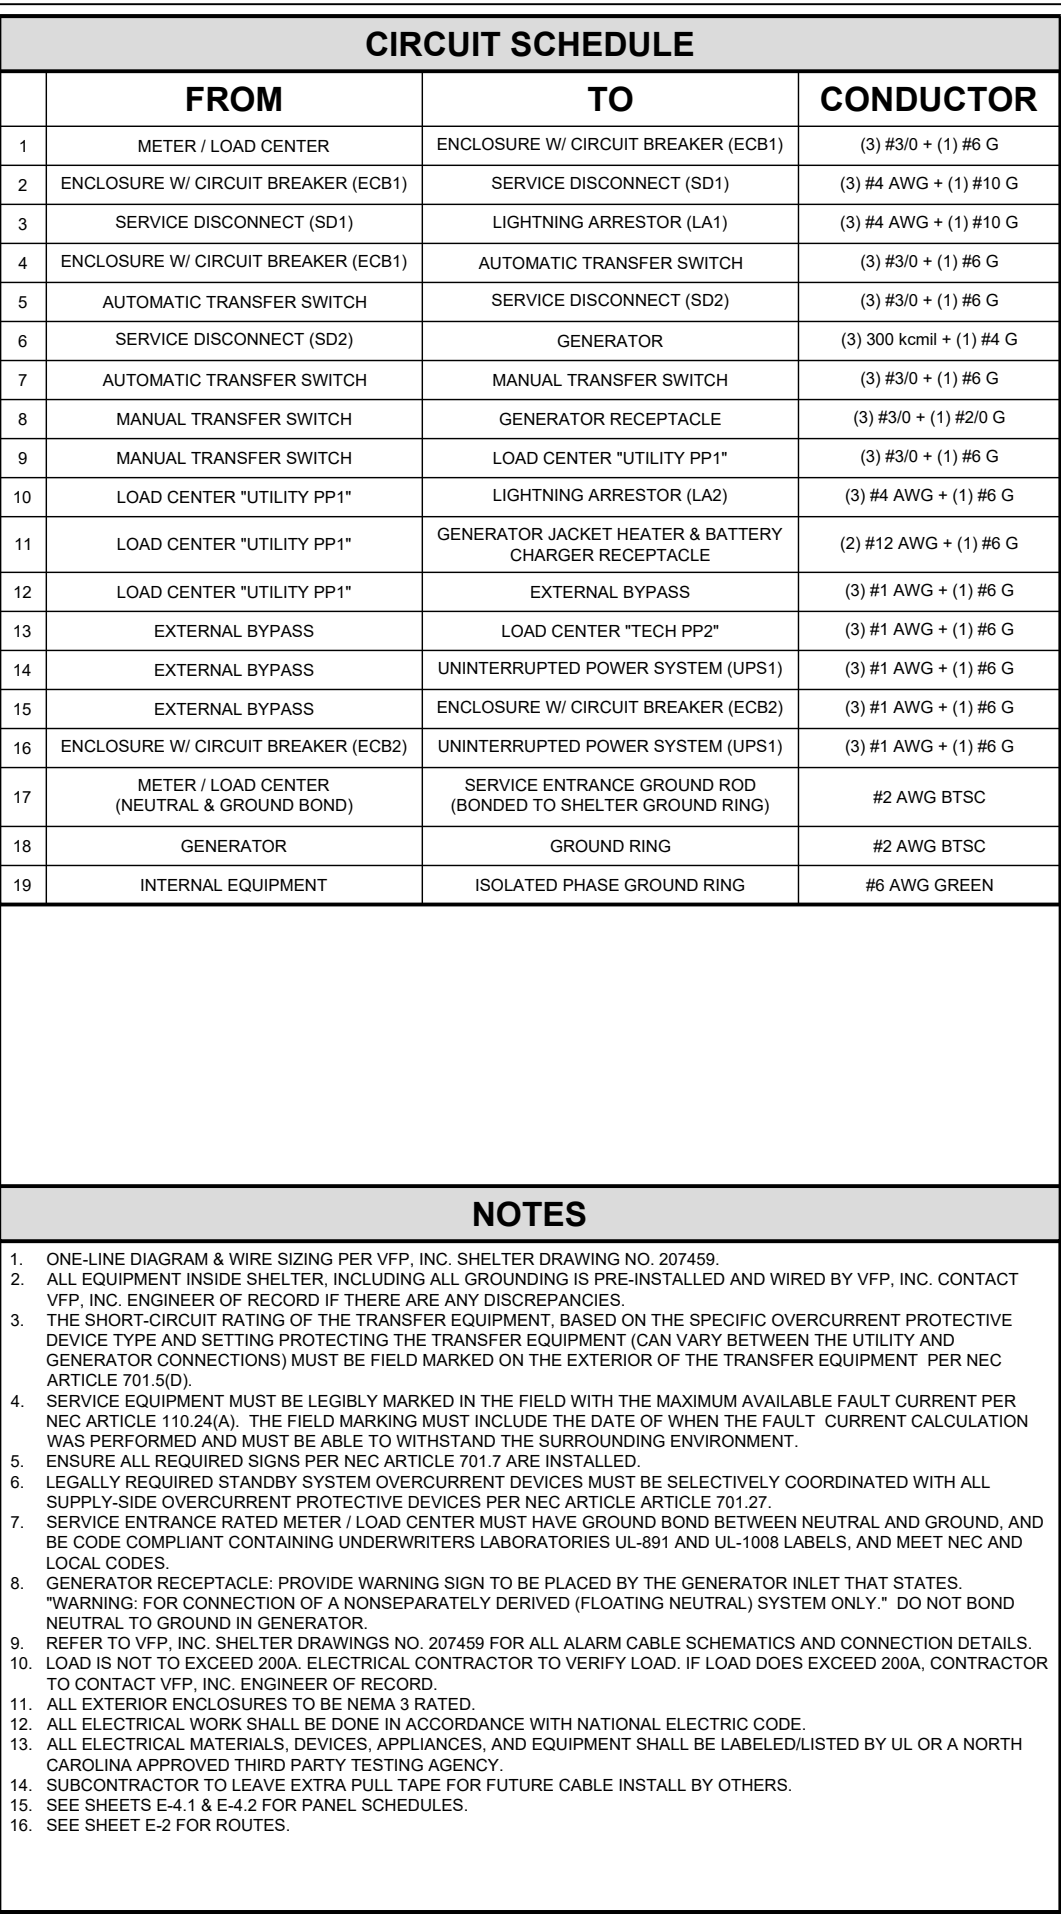 CIRCUIT SCHEDULE
FROM TO CONDUCTOR
1 METER / LOAD CENTER ENCLOSURE W/ CIRCUIT BREAKER (ECB1) (3) #3/0 + (1) #6 G
2 ENCLOSURE W/ CIRCUIT BREAKER (ECB1) SERVICE DISCONNECT (SD1) (3) #4 AWG + (1) #10 G
3 SERVICE DISCONNECT (SD1) LIGHTNING ARRESTOR (LA1) (3) #4 AWG + (1) #10 G
4 ENCLOSURE W/ CIRCUIT BREAKER (ECB1) AUTOMATIC TRANSFER SWITCH (3) #3/0 + (1) #6 G
5 AUTOMATIC TRANSFER SWITCH SERVICE DISCONNECT (SD2) (3) #3/0 + (1) #6 G
6 SERVICE DISCONNECT (SD2) GENERATOR (3) 300 kcmil + (1) #4 G
7 AUTOMATIC TRANSFER SWITCH MANUAL TRANSFER SWITCH (3) #3/0 + (1) #6 G
8 MANUAL TRANSFER SWITCH GENERATOR RECEPTACLE (3) #3/0 + (1) #2/0 G
9 MANUAL TRANSFER SWITCH LOAD CENTER "UTILITY PP1" (3) #3/0 + (1) #6 G
10 LOAD CENTER "UTILITY PP1" LIGHTNING ARRESTOR (LA2) (3) #4 AWG + (1) #6 G
11 LOAD CENTER "UTILITY PP1" GENERATOR JACKET HEATER & BATTERY
CHARGER RECEPTACLE (2) #12 AWG + (1) #6 G
12 LOAD CENTER "UTILITY PP1" EXTERNAL BYPASS (3) #1 AWG + (1) #6 G
13 EXTERNAL BYPASS LOAD CENTER "TECH PP2" (3) #1 AWG + (1) #6 G
14 EXTERNAL BYPASS UNINTERRUPTED POWER SYSTEM (UPS1) (3) #1 AWG + (1) #6 G
15 EXTERNAL BYPASS ENCLOSURE W/ CIRCUIT BREAKER (ECB2) (3) #1 AWG + (1) #6 G
16 ENCLOSURE W/ CIRCUIT BREAKER (ECB2) UNINTERRUPTED POWER SYSTEM (UPS1) (3) #1 AWG + (1) #6 G
17 METER / LOAD CENTER
(NEUTRAL & GROUND BOND) SERVICE ENTRANCE GROUND ROD
(BONDED TO SHELTER GROUND RING) #2 AWG BTSC
18 GENERATOR GROUND RING #2 AWG BTSC
19 INTERNAL EQUIPMENT ISOLATED PHASE GROUND RING #6 AWG GREEN
NOTES
1. ONE-LINE DIAGRAM & WIRE SIZING PER VFP, INC. SHELTER DRAWING NO. 207459.
2. ALL EQUIPMENT INSIDE SHELTER, INCLUDING ALL GROUNDING IS PRE-INSTALLED AND WIRED BY VFP, INC. CONTACT
VFP, INC. ENGINEER OF RECORD IF THERE ARE ANY DISCREPANCIES.
3. THE SHORT-CIRCUIT RATING OF THE TRANSFER EQUIPMENT, BASED ON THE SPECIFIC OVERCURRENT PROTECTIVE
DEVICE TYPE AND SETTING PROTECTING THE TRANSFER EQUIPMENT (CAN VARY BETWEEN THE UTILITY AND
GENERATOR CONNECTIONS) MUST BE FIELD MARKED ON THE EXTERIOR OF THE TRANSFER EQUIPMENT PER NEC
ARTICLE 701.5(D).
4. SERVICE EQUIPMENT MUST BE LEGIBLY MARKED IN THE FIELD WITH THE MAXIMUM AVAILABLE FAULT CURRENT PER
NEC ARTICLE 110.24(A). THE FIELD MARKING MUST INCLUDE THE DATE OF WHEN THE FAULT CURRENT CALCULATION
WAS PERFORMED AND MUST BE ABLE TO WITHSTAND THE SURROUNDING ENVIRONMENT.
5. ENSURE ALL REQUIRED SIGNS PER NEC ARTICLE 701.7 ARE INSTALLED.
6. LEGALLY REQUIRED STANDBY SYSTEM OVERCURRENT DEVICES MUST BE SELECTIVELY COORDINATED WITH ALL
SUPPLY-SIDE OVERCURRENT PROTECTIVE DEVICES PER NEC ARTICLE ARTICLE 701.27.
7. SERVICE ENTRANCE RATED METER / LOAD CENTER MUST HAVE GROUND BOND BETWEEN NEUTRAL AND GROUND, AND
BE CODE COMPLIANT CONTAINING UNDERWRITERS LABORATORIES UL-891 AND UL-1008 LABELS, AND MEET NEC AND
LOCAL CODES.
8. GENERATOR RECEPTACLE: PROVIDE WARNING SIGN TO BE PLACED BY THE GENERATOR INLET THAT STATES.
"WARNING: FOR CONNECTION OF A NONSEPARATELY DERIVED (FLOATING NEUTRAL) SYSTEM ONLY." DO NOT BOND
NEUTRAL TO GROUND IN GENERATOR.
9. REFER TO VFP, INC. SHELTER DRAWINGS NO. 207459 FOR ALL ALARM CABLE SCHEMATICS AND CONNECTION DETAILS.
10. LOAD IS NOT TO EXCEED 200A. ELECTRICAL CONTRACTOR TO VERIFY LOAD. IF LOAD DOES EXCEED 200A, CONTRACTOR
TO CONTACT VFP, INC. ENGINEER OF RECORD.
11. ALL EXTERIOR ENCLOSURES TO BE NEMA 3 RATED.
12. ALL ELECTRICAL WORK SHALL BE DONE IN ACCORDANCE WITH NATIONAL ELECTRIC CODE.
13. ALL ELECTRICAL MATERIALS, DEVICES, APPLIANCES, AND EQUIPMENT SHALL BE LABELED/LISTED BY UL OR A NORTH
CAROLINA APPROVED THIRD PARTY TESTING AGENCY.
14. SUBCONTRACTOR TO LEAVE EXTRA PULL TAPE FOR FUTURE CABLE INSTALL BY OTHERS.
15. SEE SHEETS E-4.1 & E-4.2 FOR PANEL SCHEDULES.
16. SEE SHEET E-2 FOR ROUTES.